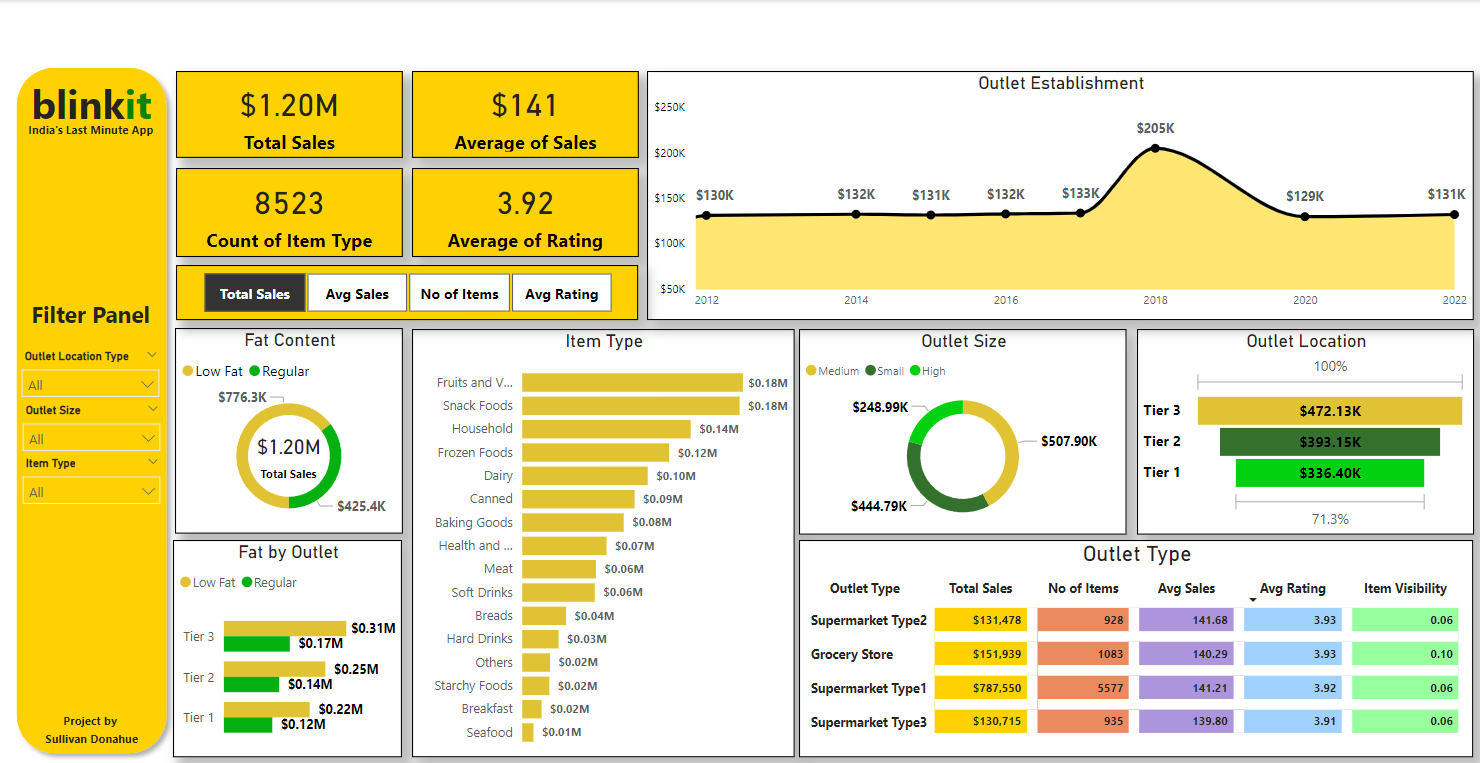 blinkit
India's Last Minute App
Filter Panel
Outlet Location Type
All
Outlet Size
All
Item Type
All
Project by
Sullivan Donahue
$1.20M
Total Sales
$141
Average of Sales
8523
Count of Item Type
3.92
Average of Rating
Total Sales Avg Sales No of Items Avg Rating
Outlet Establishment
$250K
$200K
$150K
$100K
$50K
$130K $132K $131K $132K $133K $205K $129K $131K
2012 2014 2016 2018 2020 2022
Fat Content
Low Fat Regular
$776.3K
$1.20M
Total Sales
$425.4K
Fat by Outlet
Low Fat Regular
Tier 3 $0.31M
$0.17M
Tier 2 $0.25M
$0.14M
Tier 1 $0.22M
$0.12M
Item Type
Fruits and V... $0.18M
Snack Foods $0.18M
Household $0.14M
Frozen Foods $0.12M
Dairy $0.10M
Canned $0.09M
Baking Goods $0.08M
Health and ... $0.07M
Meat $0.06M
Soft Drinks $0.06M
Breads $0.04M
Hard Drinks $0.03M
Others $0.02M
Starchy Foods $0.02M
Breakfast $0.02M
Seafood $0.01M
Outlet Size
Medium Small High
$248.99K
$507.90K
$444.79K
Outlet Location
100%
Tier 3 $472.13K
Tier 2 $393.15K
Tier 1 $336.40K
71.3%
Outlet Type
Outlet Type Total Sales No of Items Avg Sales Avg Rating Item Visibility
Supermarket Type2 $131,478 928 141.68 3.93 0.06
Grocery Store $151,939 1083 140.29 3.93 0.10
Supermarket Type1 $787,550 5577 141.21 3.92 0.06
Supermarket Type3 $130,715 935 139.80 3.91 0.06